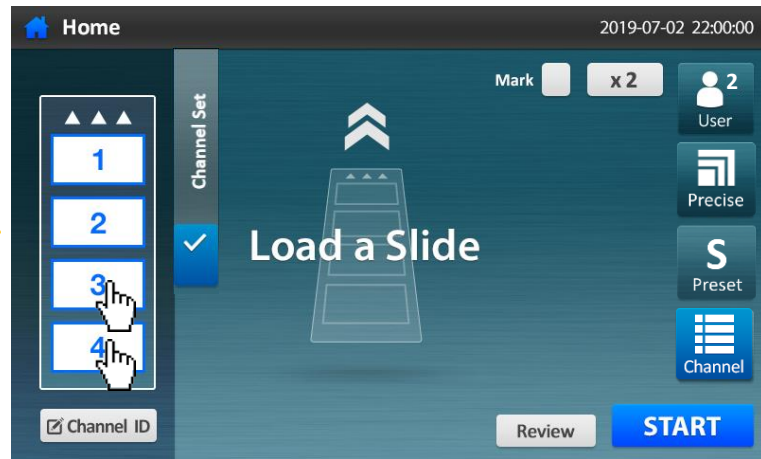 Home
2019-07-02 22:00:00
Channel Set
Mark
x 2
2
User
1
2
3
4
Precise
Load a Slide
S
Preset
Channel
Channel ID
Review
START